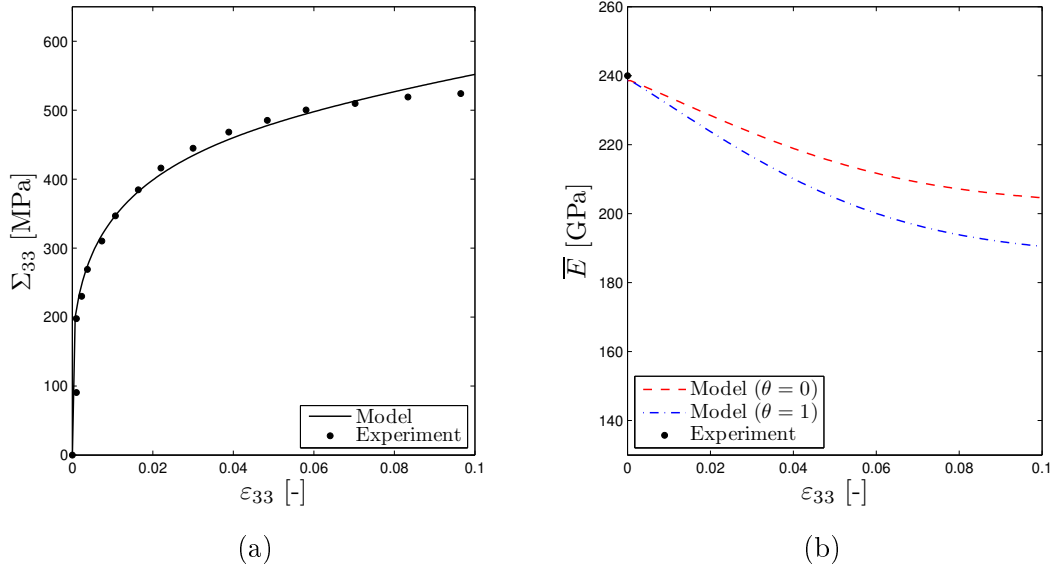 600
500
400
300
200
100
0
Σ33 [MPa]
Model
Experiment
0 0.02 0.04 0.06 0.08 0.1
ε33 [-]
(a)
260
240
220
200
180
160
140
E̅ [GPa]
Model (θ = 0)
Model (θ = 1)
Experiment
0 0.02 0.04 0.06 0.08 0.1
ε33 [-]
(b)